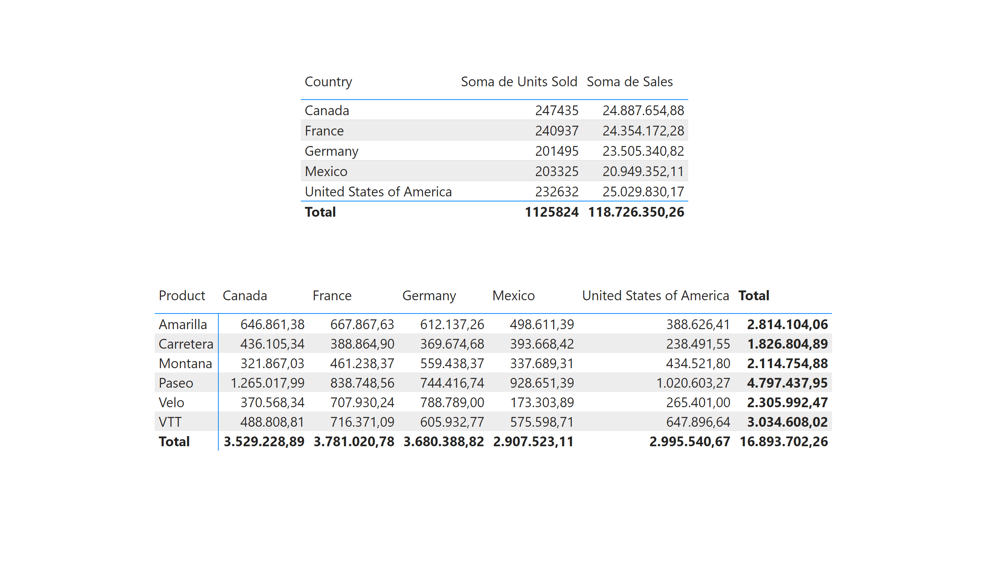 Country Soma de Units Sold Soma de Sales
Canada 247435 24.887.654,88
France 240937 24.354.172,28
Germany 201495 23.505.340,82
Mexico 203325 20.949.352,11
United States of America 232632 25.029.830,17
Total 1125824 118.726.350,26
Product Canada France Germany Mexico United States of America Total
Amarilla 646.861,38 667.867,63 612.137,26 498.611,39 388.626,41 2.814.104,06
Carretera 436.105,34 388.864,90 369.674,68 393.668,42 238.491,55 1.826.804,89
Montana 321.867,03 461.238,37 559.438,37 337.689,31 434.521,80 2.114.754,88
Paseo 1.265.017,99 838.748,56 744.416,74 928.651,39 1.020.603,27 4.797.437,95
Velo 370.568,34 707.930,24 788.789,00 173.303,89 265.401,00 2.305.992,47
VTT 488.808,81 716.371,09 605.932,77 575.598,71 647.896,64 3.034.608,02
Total 3.529.228,89 3.781.020,78 3.680.388,82 2.907.523,11 2.995.540,67 16.893.702,26